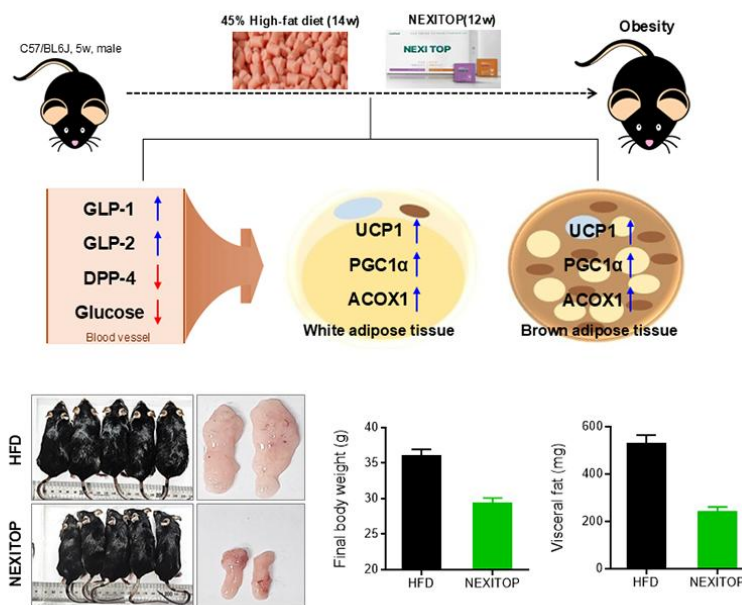 45% High-fat diet (14w)
NEXITOP(12w)
Obesity
C57/BL6J, 5w, male
NEXITOP
GLP-1 ↑
GLP-2 ↑
DPP-4 ↓
Glucose ↓
Blood vessel
UCP1 ↑
PGC1α ↑
ACOX1 ↑
White adipose tissue
UCP1 ↑
PGC1α ↑
ACOX1 ↑
Brown adipose tissue
HFD
NEXITOP
Final body weight (g)
40
35
30
25
20
HFD
NEXITOP
Visceral fat (mg)
600
400
200
0
HFD
NEXITOP